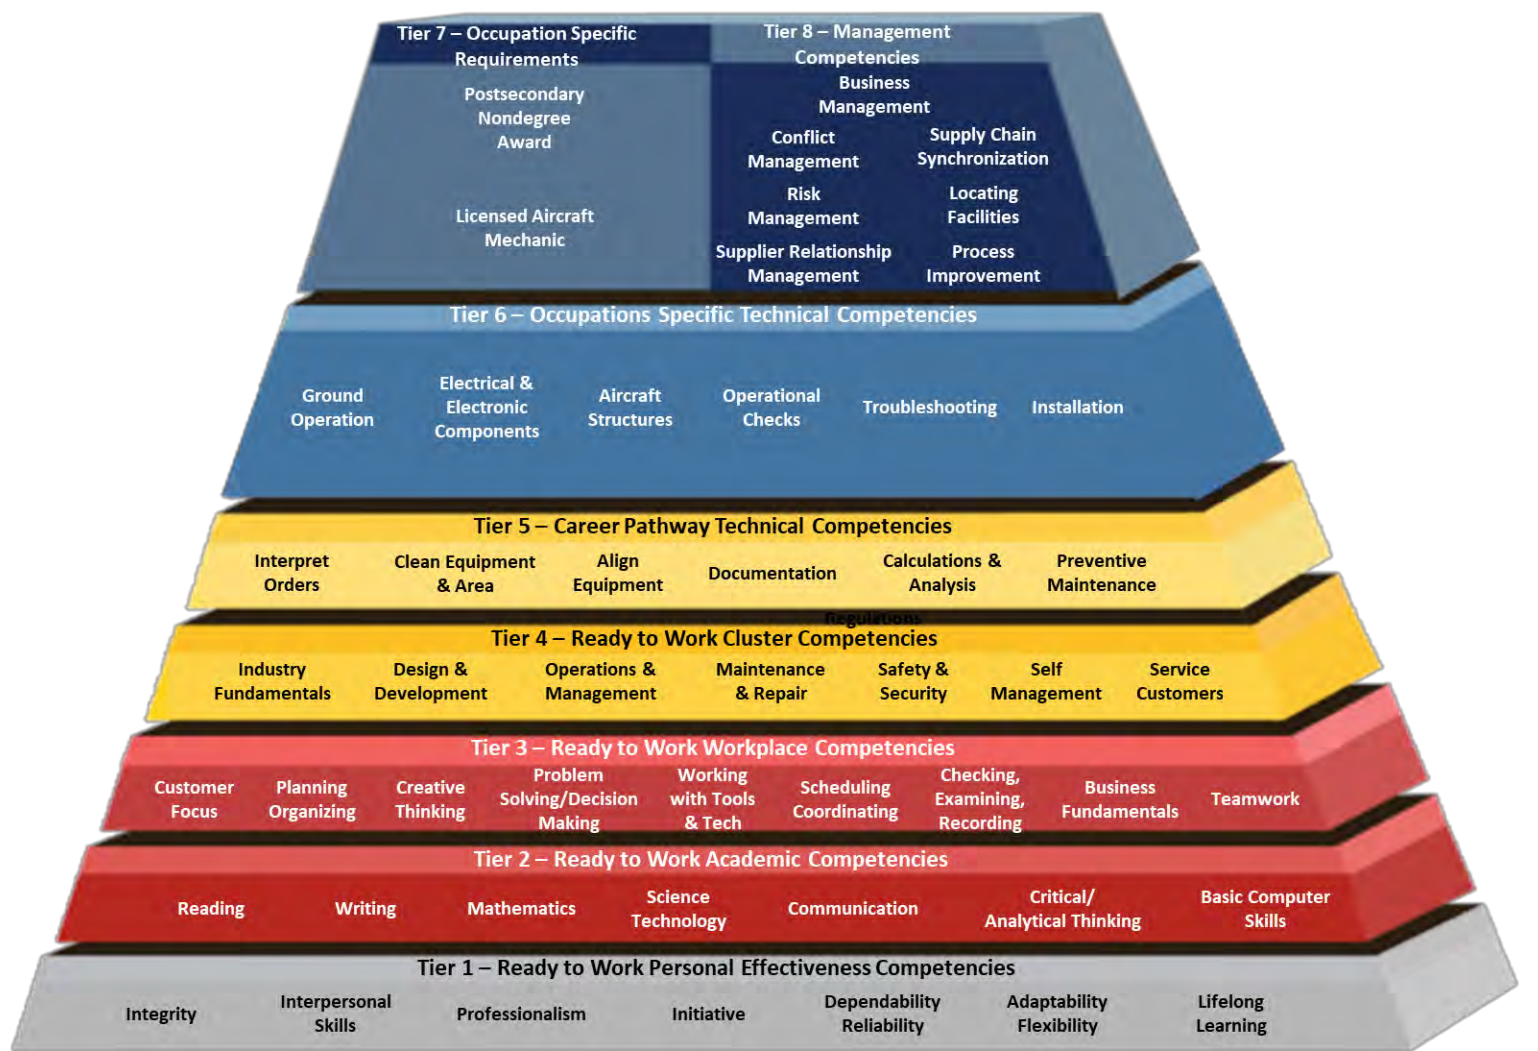 Tier 7 – Occupation Specific
Requirements
Postsecondary
Nondegree
Award
Licensed Aircraft
Mechanic
Tier 8 – Management
Competencies
Business
Management
Conflict
Management
Supply Chain
Synchronization
Risk
Management
Locating
Facilities
Supplier Relationship
Management
Process
Improvement
Tier 6 – Occupations Specific Technical Competencies
Ground
Operation
Electrical &
Electronic
Components
Aircraft
Structures
Operational
Checks
Troubleshooting
Installation
Tier 5 – Career Pathway Technical Competencies
Interpret
Orders
Clean Equipment
& Area
Align
Equipment
Documentation
Calculations &
Analysis
Preventive
Maintenance
Regulations
Tier 4 – Ready to Work Cluster Competencies
Industry
Fundamentals
Design &
Development
Operations &
Management
Maintenance
& Repair
Safety &
Security
Self
Management
Service
Customers
Tier 3 – Ready to Work Workplace Competencies
Customer
Focus
Planning
Organizing
Creative
Thinking
Problem
Solving/Decision
Making
Working
with Tools
& Tech
Scheduling
Coordinating
Checking,
Examining,
Recording
Business
Fundamentals
Teamwork
Tier 2 – Ready to Work Academic Competencies
Reading
Writing
Mathematics
Science
Technology
Communication
Critical/
Analytical Thinking
Basic Computer
Skills
Tier 1 – Ready to Work Personal Effectiveness Competencies
Integrity
Interpersonal
Skills
Professionalism
Initiative
Dependability
Reliability
Adaptability
Flexibility
Lifelong
Learning